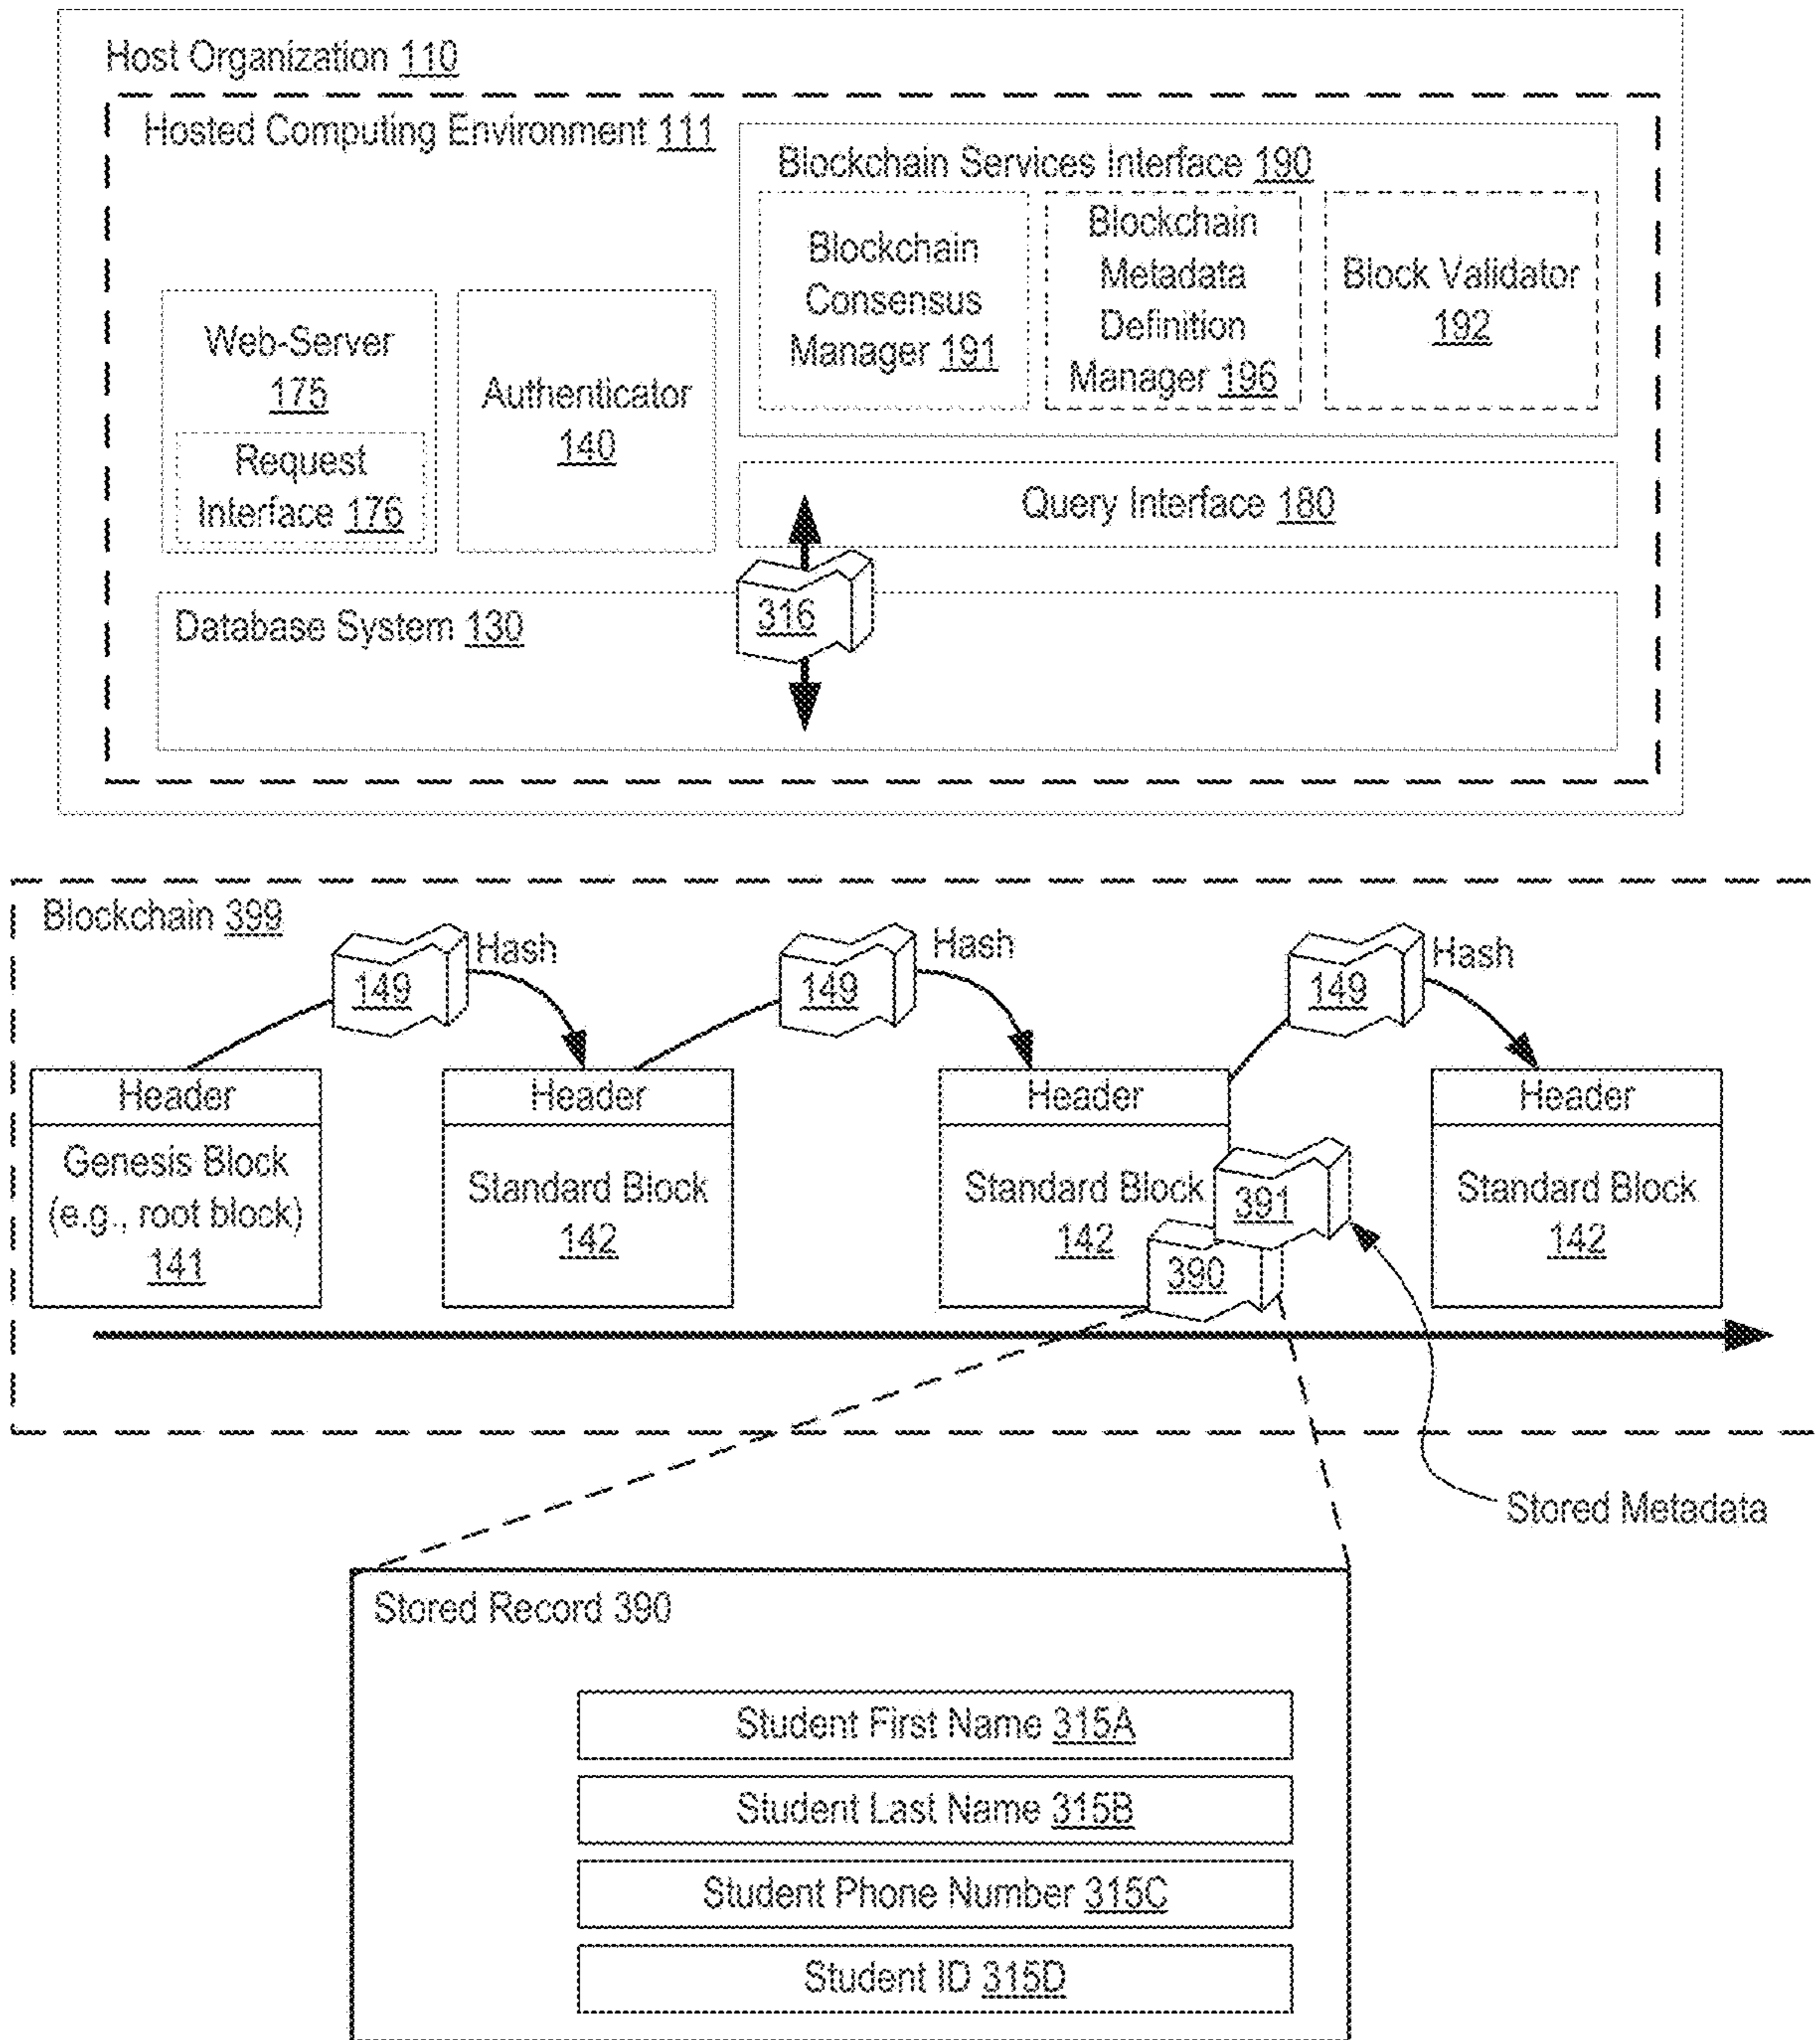 Host Organization 110
Hosted Computing Environment 111
Blockchain Services Interface 190
Blockchain
Consensus
Manager 191
Blockchain
Metadata
Definition
Manager 196
Block Validator
192
Web-Server
175
Request
Interface 176
Authenticator
140
Query Interface 180
Database System 130
316
Blockchain 399
149
Hash
149
Hash
149
Hash
Header
Genesis Block
(e.g., root block)
141
Header
Standard Block
142
Header
Standard Block
142
391
390
Header
Standard Block
142
Stored Metadata
Stored Record 390
Student First Name 315A
Student Last Name 315B
Student Phone Number 315C
Student ID 315D